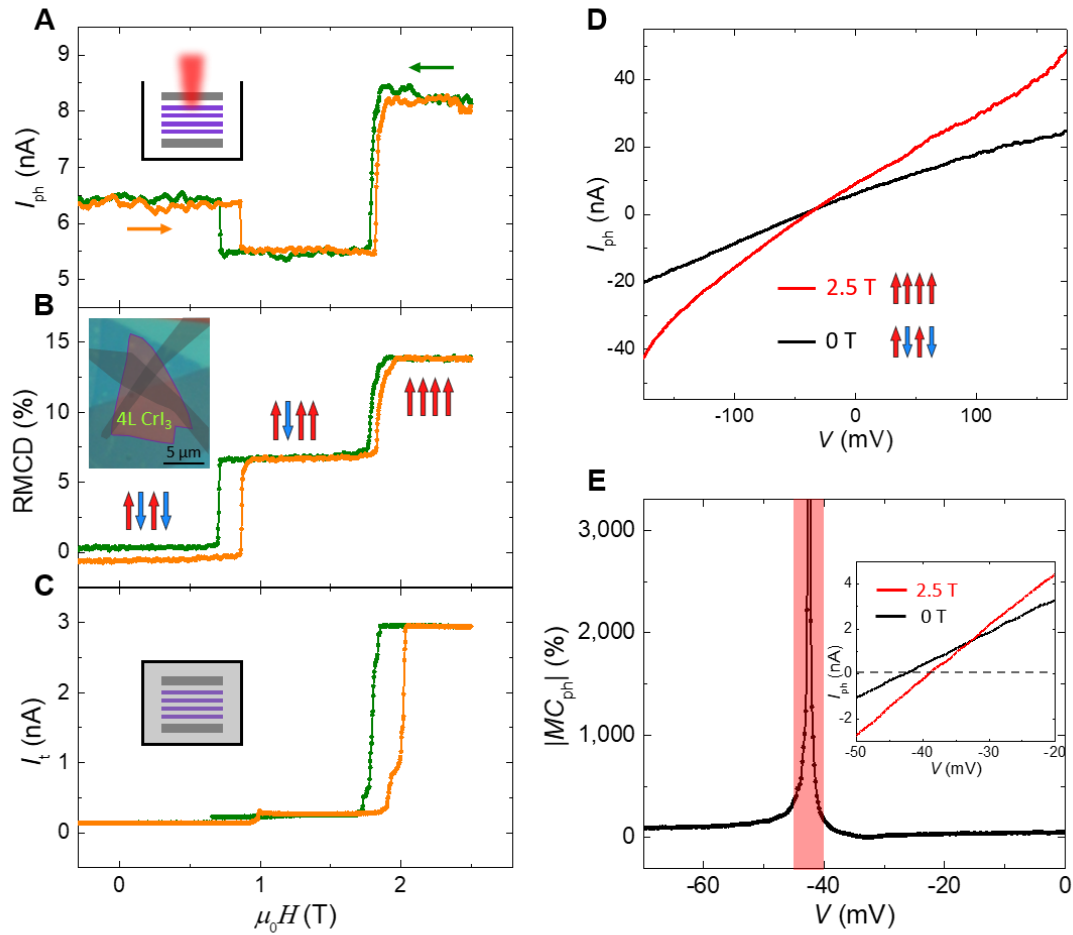 A
9
8
7
6
5
I_ph (nA)
B
15
10
5
0
RMCD (%)
4L CrI₃
5 μm
C
3
2
1
0
I_t (nA)
0 1 2
μ₀H (T)
D
40
20
0
-20
-40
I_ph (nA)
2.5 T
0 T
-100 0 100
V (mV)
E
3,000
2,000
1,000
0
|MC_ph| (%)
-60 -40 -20 0
V (mV)
2.5 T
0 T
4
2
0
-2
I_ph (nA)
-50 -40 -30 -20
V (mV)